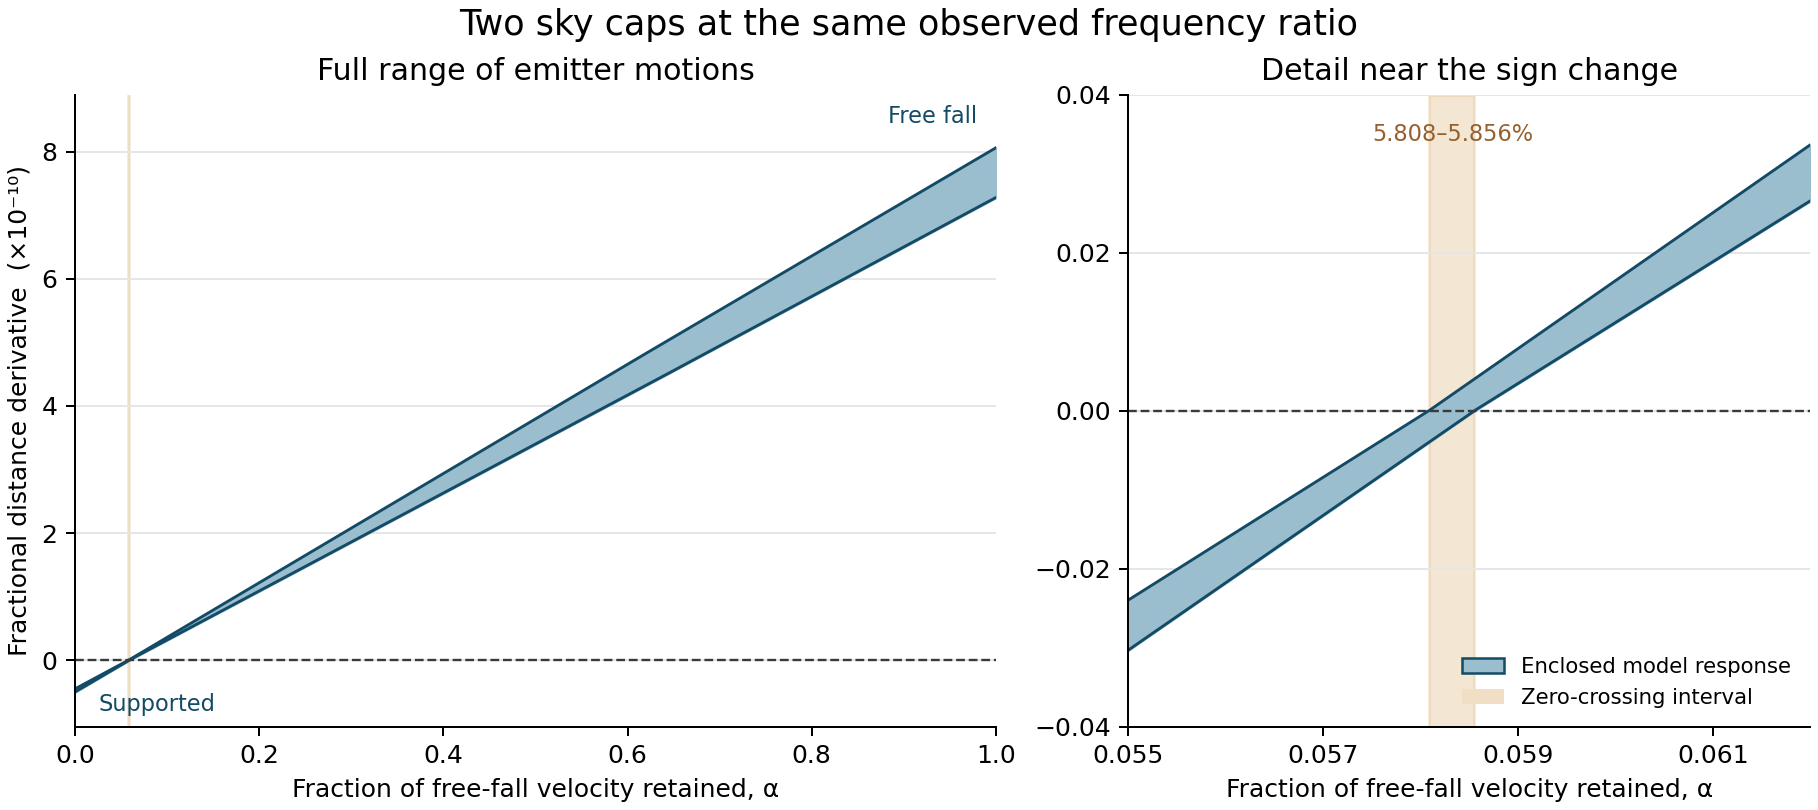 Two sky caps at the same observed frequency ratio
Full range of emitter motions
Fractional distance derivative (×10⁻¹⁰)
8
6
4
2
0
Free fall
Supported
0.0
0.2
0.4
0.6
0.8
1.0
Fraction of free-fall velocity retained, α
Detail near the sign change
0.04
0.02
0.00
−0.02
−0.04
5.808–5.856%
Enclosed model response
Zero-crossing interval
0.055
0.057
0.059
0.061
Fraction of free-fall velocity retained, α